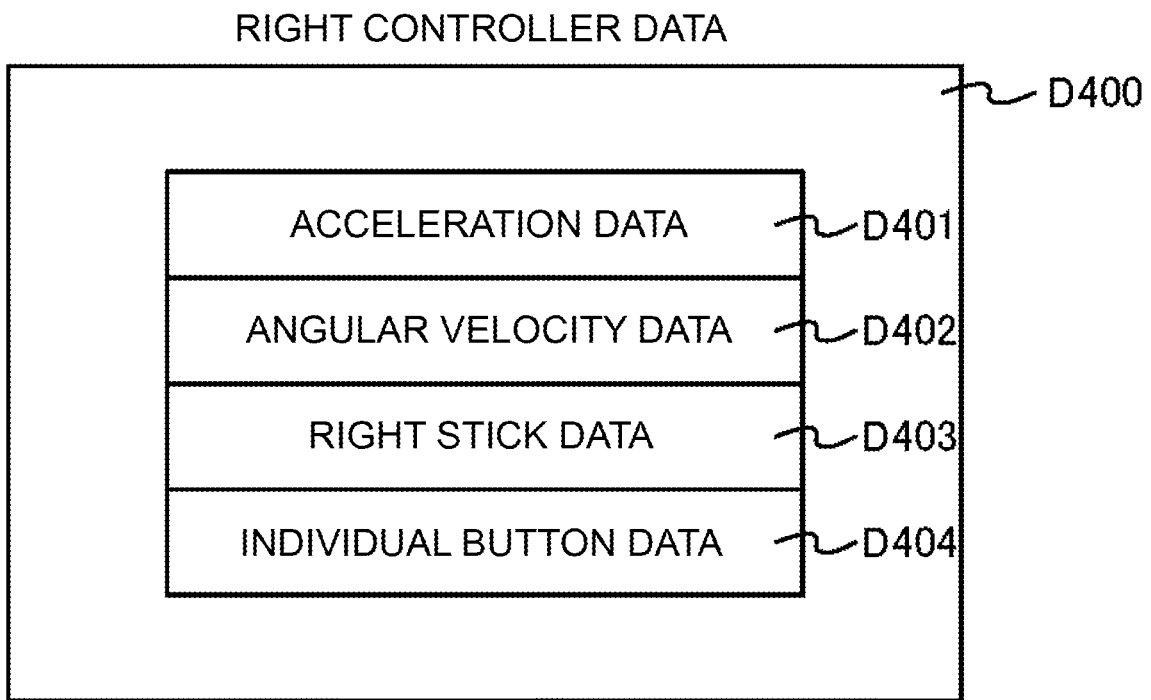 RIGHT CONTROLLER DATA
D400
ACCELERATION DATA D401
ANGULAR VELOCITY DATA D402
RIGHT STICK DATA D403
INDIVIDUAL BUTTON DATA D404